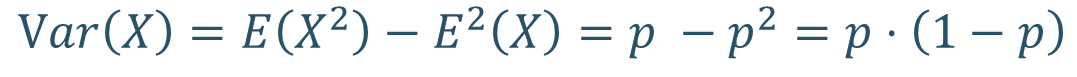 Var(X) = E(X²) − E²(X) = p − p² = p · (1 − p)